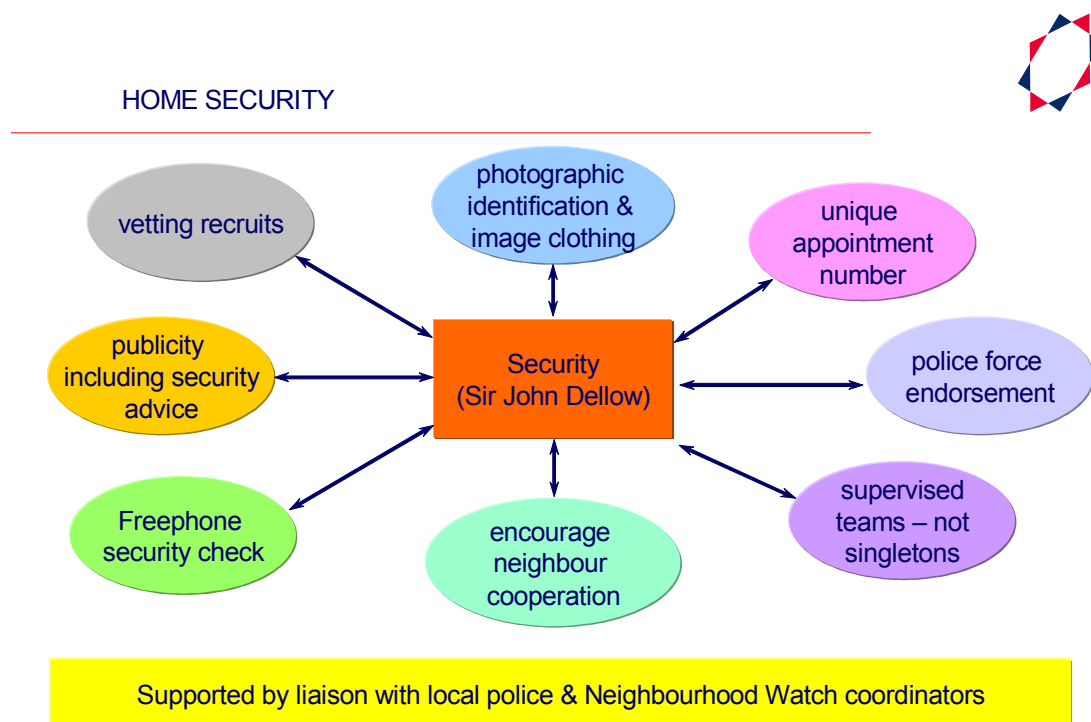 HOME SECURITY
vetting recruits
photographic
identification &
image clothing
unique
appointment
number
publicity
including security
advice
Security
(Sir John Dellow)
police force
endorsement
Freephone
security check
encourage
neighbour
cooperation
supervised
teams – not
singletons
Supported by liaison with local police & Neighbourhood Watch coordinators